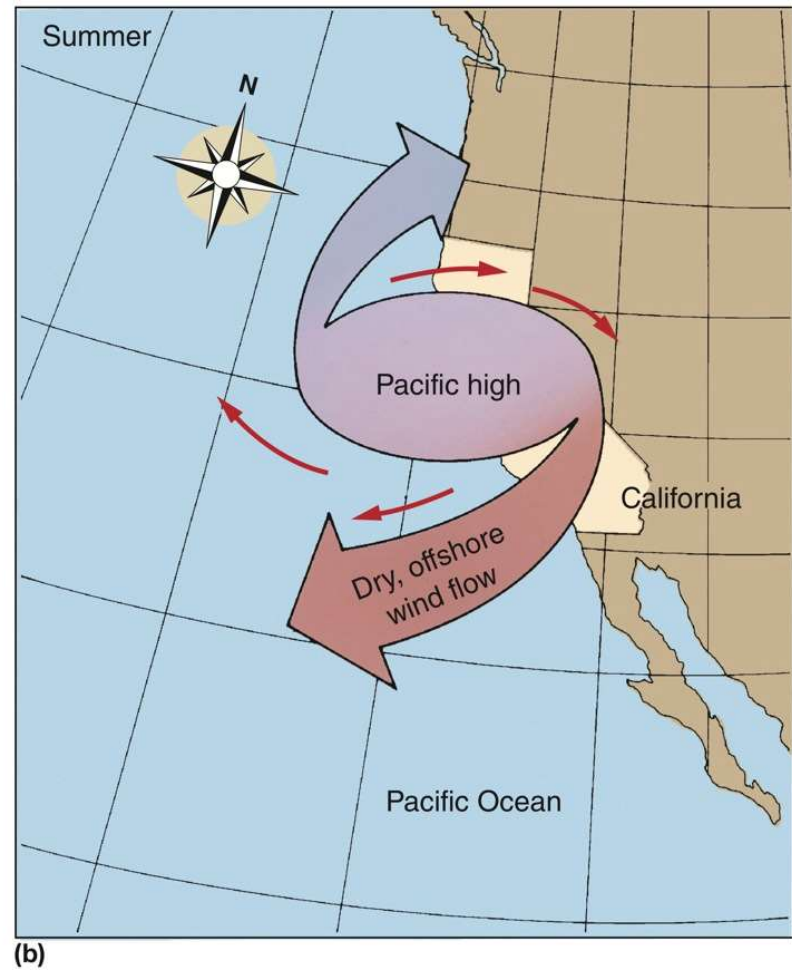 Summer
N
Pacific high
California
Dry, offshore
wind flow
Pacific Ocean
(b)